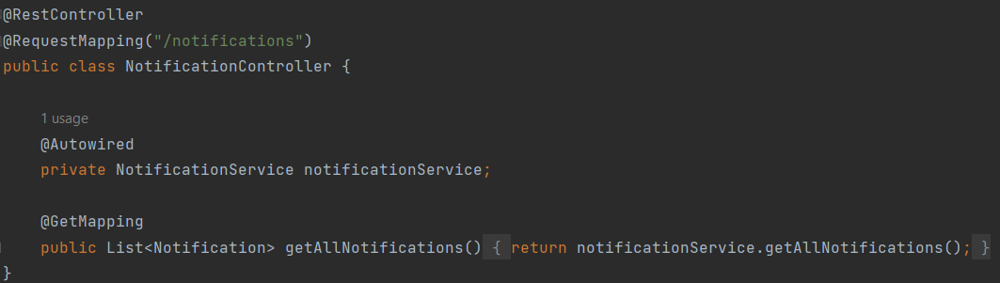 @RestController
@RequestMapping("/notifications")
public class NotificationController {
1 usage
@Autowired
private NotificationService notificationService;
@GetMapping
public List<Notification> getAllNotifications() { return notificationService.getAllNotifications(); }
}